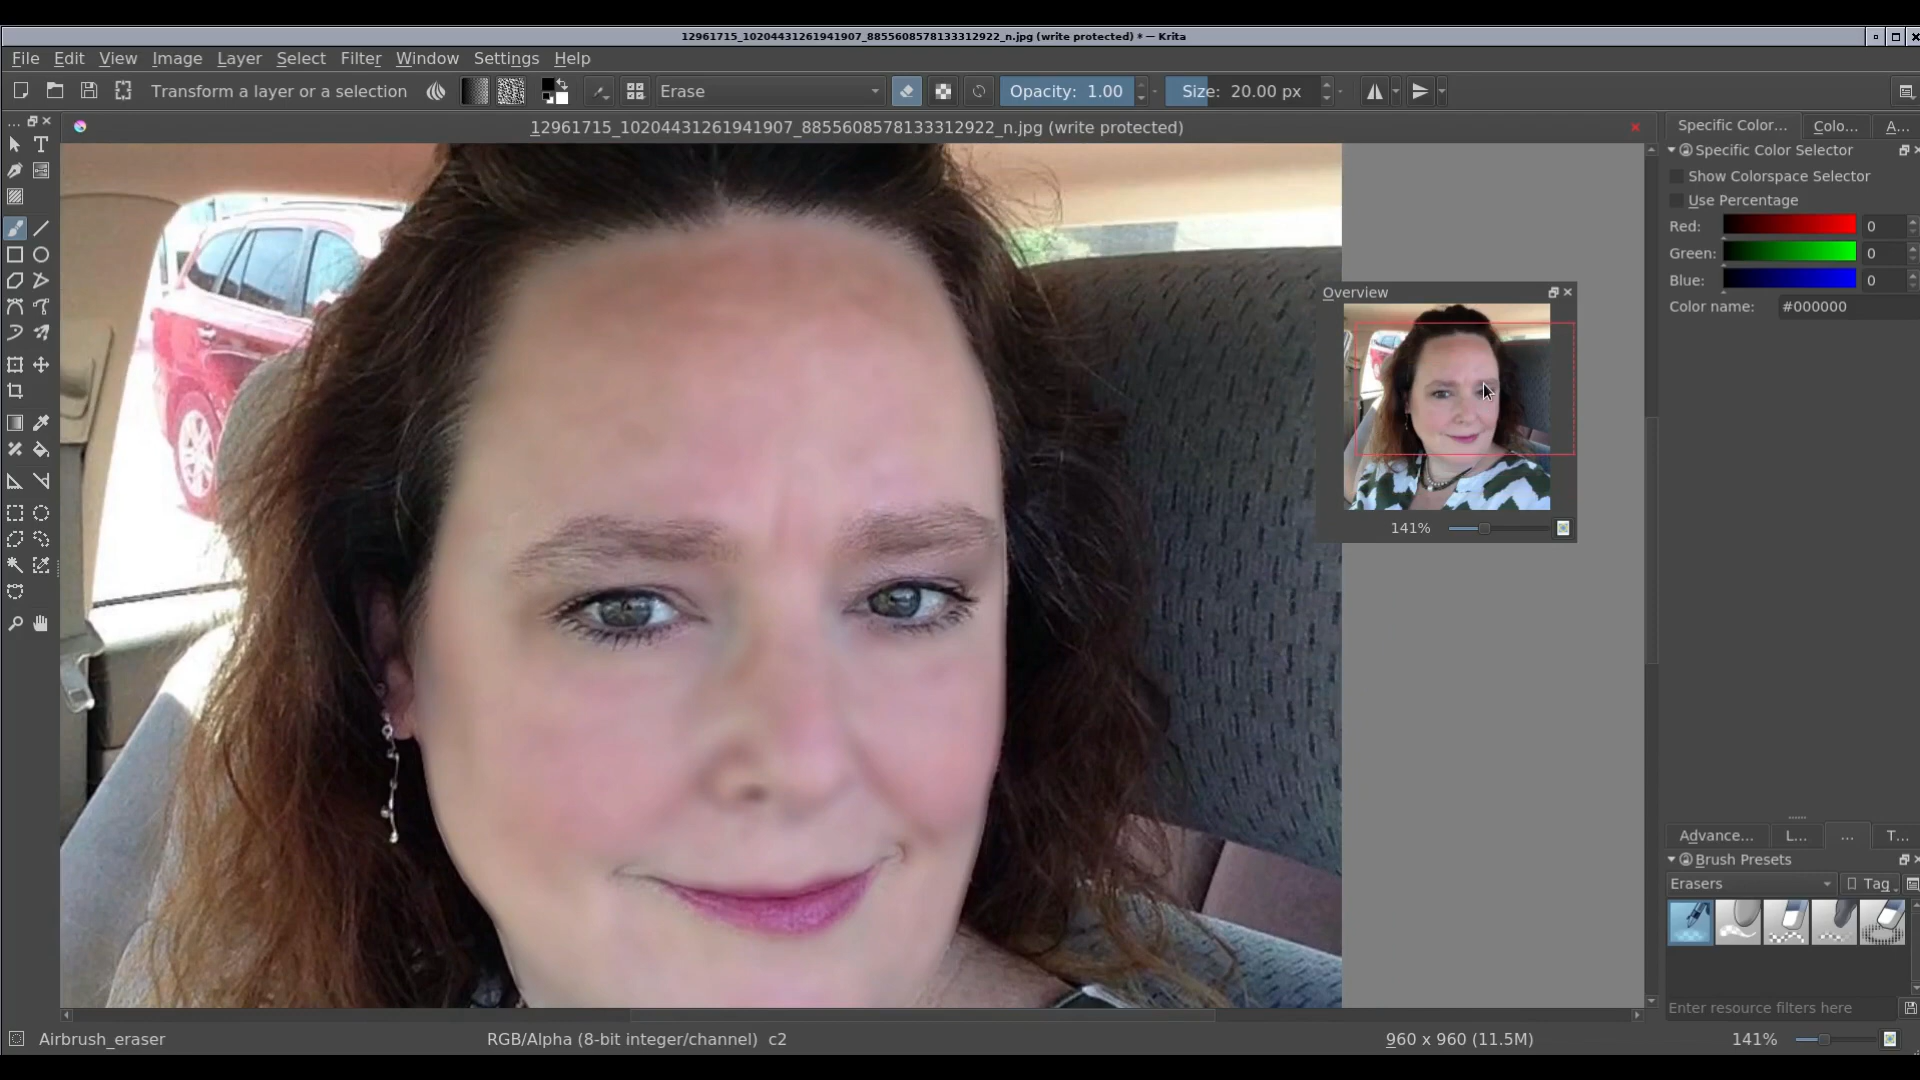 12961715_10204431261941907_8855608578133312922_n.jpg (write protected) * — Krita
File Edit View Image Layer Select Filter Tools Window Settings Help
Transform a layer or a selection Erase Opacity: 1.00 Size: 20.00 px
... 12961715_10204431261941907_8855608578133312922_n.jpg (write protected)
Specific Color... Colo... A...
Specific Color Selector
Show Colorspace Selector
Use Percentage
Red: 0
Green: 0
Blue: 0
Color name: #000000
Overview
141%
Advance... L... ... T...
Brush Presets
Erasers Tag
Enter resource filters here
Airbrush_eraser RGB/Alpha (8-bit integer/channel) c2 960 x 960 (11.5M) 141%